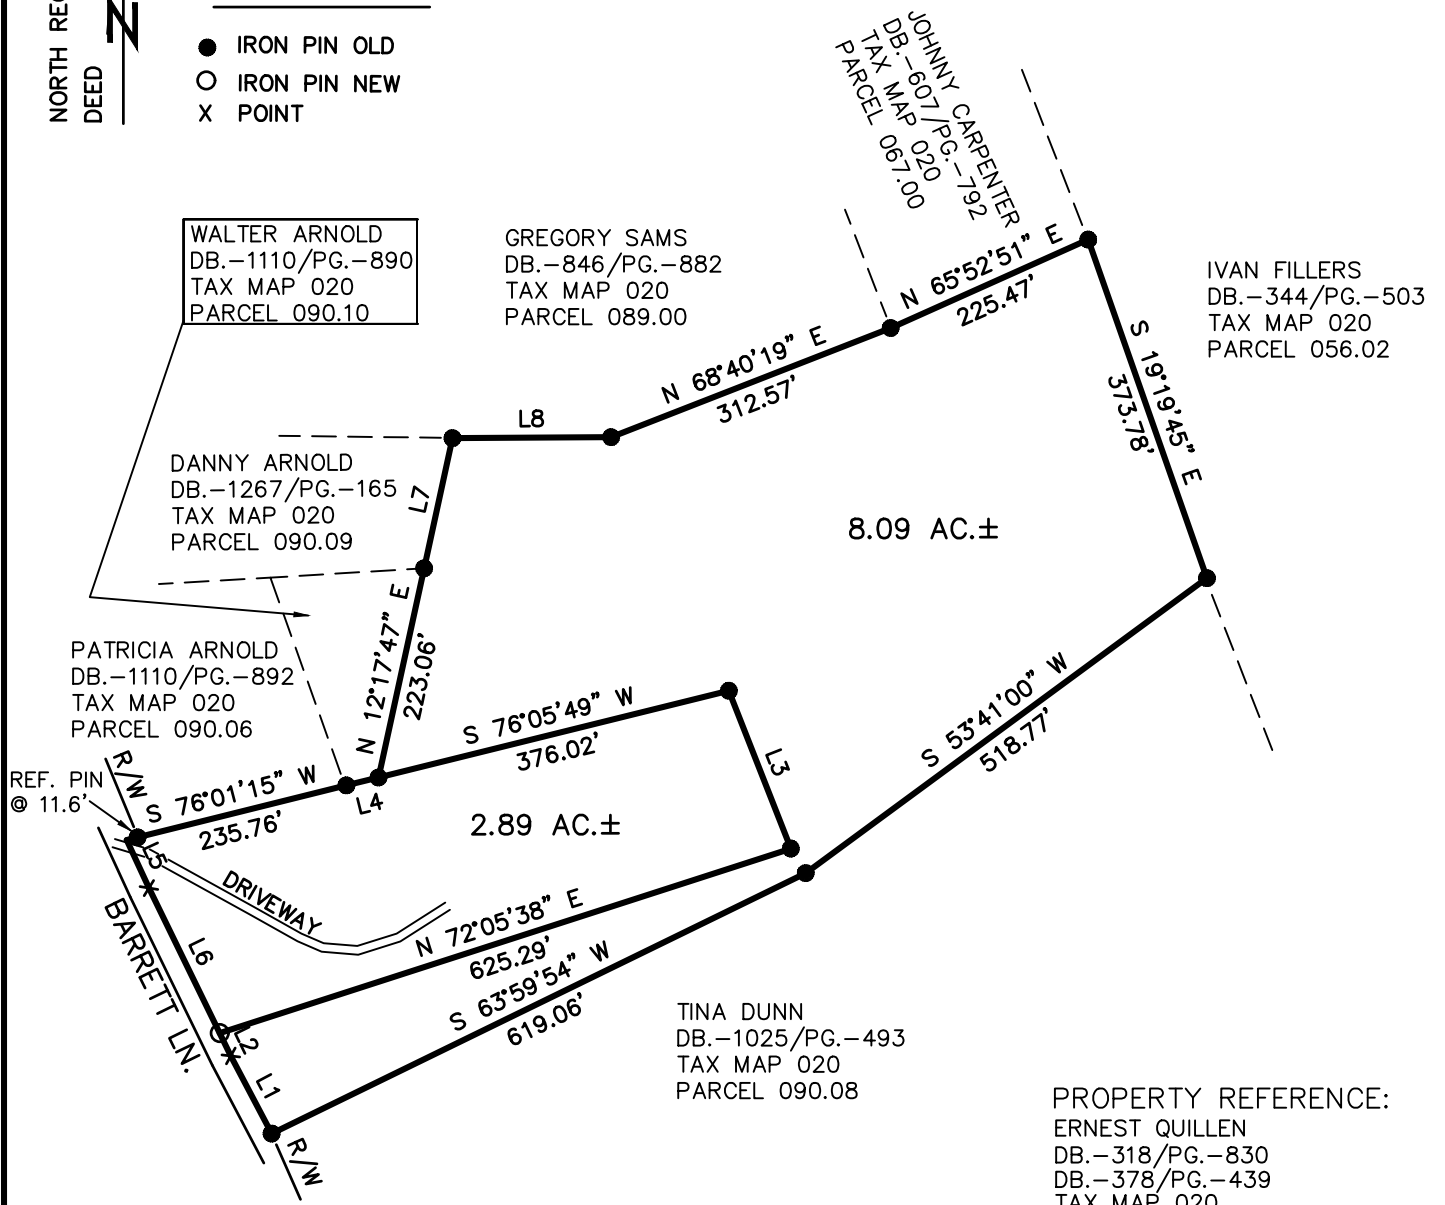 NORTH REC
DEED
N
IRON PIN OLD
IRON PIN NEW
X POINT
JOHNNY CARPENTER
DB.-607/PG.-792
TAX MAP 020
PARCEL 067.00
WALTER ARNOLD
DB.-1110/PG.-890
TAX MAP 020
PARCEL 090.10
GREGORY SAMS
DB.-846/PG.-882
TAX MAP 020
PARCEL 089.00
N 65°52'51" E
225.47'
IVAN FILLERS
DB.-344/PG.-503
TAX MAP 020
PARCEL 056.02
N 68°40'19" E
312.57'
S 19°19'45" E
373.78'
L8
DANNY ARNOLD
DB.-1267/PG.-165
TAX MAP 020
PARCEL 090.09
L7
8.09 AC.±
N 12°17'47" E
223.06'
PATRICIA ARNOLD
DB.-1110/PG.-892
TAX MAP 020
PARCEL 090.06
S 76°05'49" W
376.02'
L3
S 53°41'00" W
518.77'
R/W
REF. PIN
@ 11.6'
S 76°01'15" W
235.76'
L4
2.89 AC.±
L5
DRIVEWAY
L6
BARRETT LN.
N 72°05'38" E
625.29'
S 63°59'54" W
619.06'
L2
L1
R/W
TINA DUNN
DB.-1025/PG.-493
TAX MAP 020
PARCEL 090.08
PROPERTY REFERENCE:
ERNEST QUILLEN
DB.-318/PG.-830
DB.-378/PG.-439
TAX MAP 020